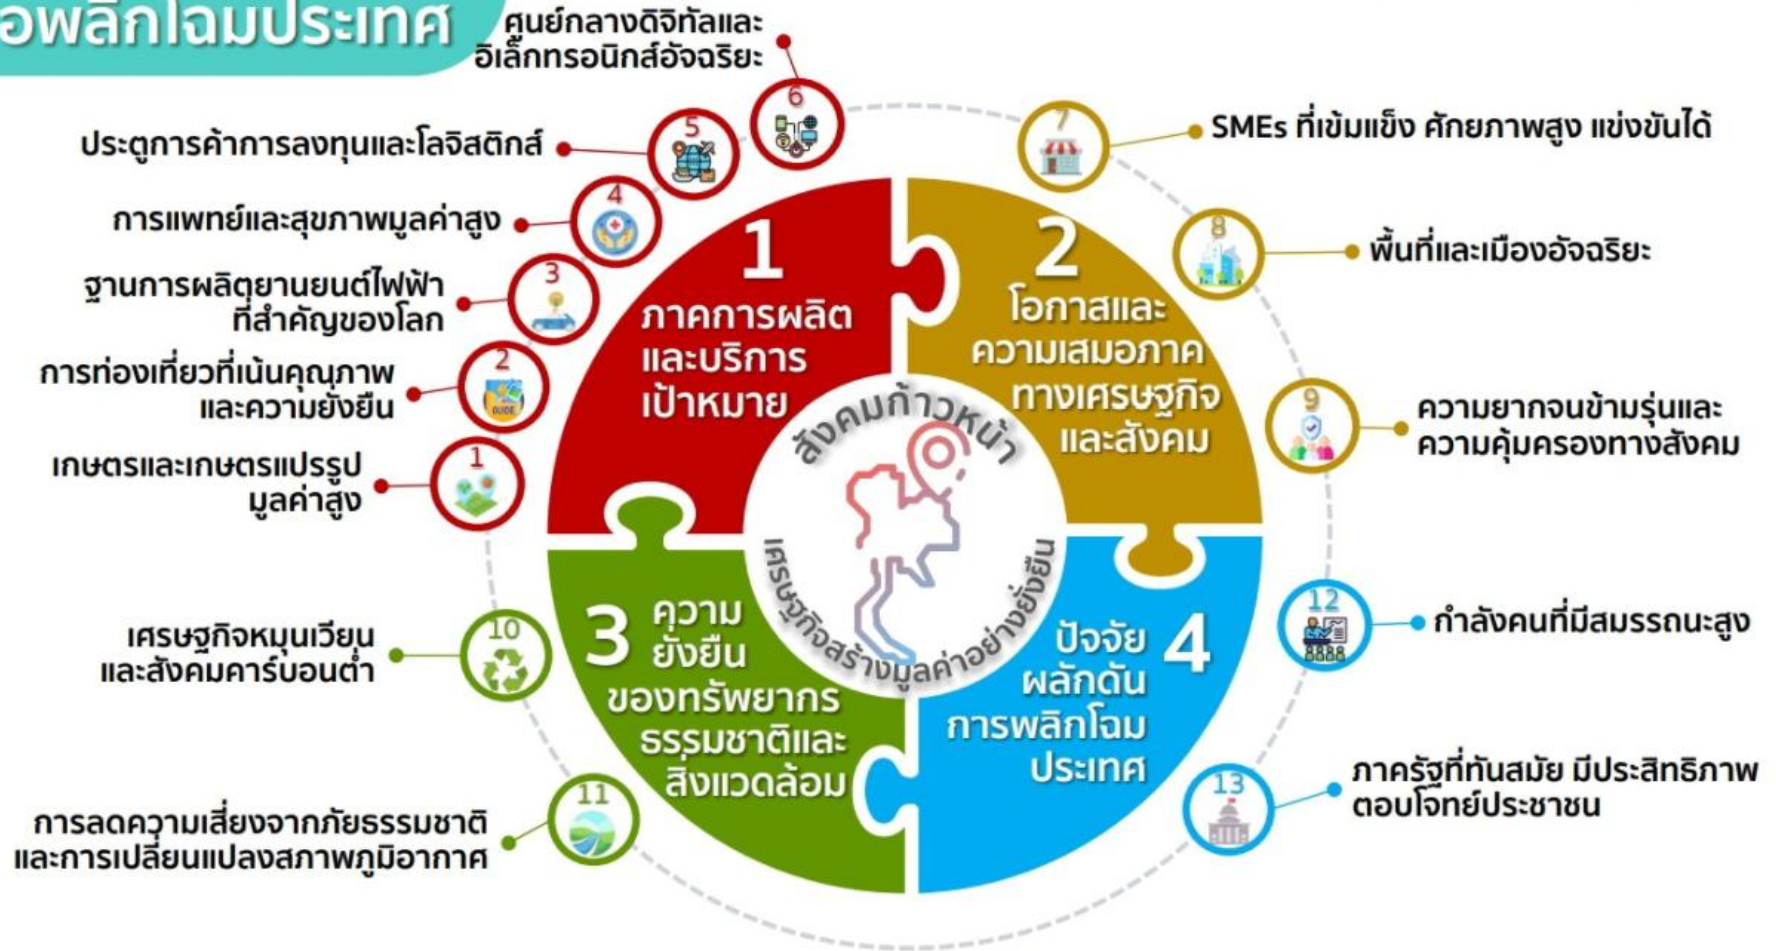 อพลิกโฉมประเทศ
ศูนย์กลางดิจิทัลและ
อิเล็กทรอนิกส์อัจฉริยะ
6
5
ประตูการค้าการลงทุนและโลจิสติกส์
4
การแพทย์และสุขภาพมูลค่าสูง
3
ฐานการผลิตยานยนต์ไฟฟ้า
ที่สำคัญของโลก
2
GUIDE
การท่องเที่ยวที่เน้นคุณภาพ
และความยั่งยืน
1
เกษตรและเกษตรแปรรูป
มูลค่าสูง
7
SMEs ที่เข้มแข็ง ศักยภาพสูง แข่งขันได้
8
พื้นที่และเมืองอัจฉริยะ
9
ความยากจนข้ามรุ่นและ
ความคุ้มครองทางสังคม
1
ภาคการผลิต
และบริการ
เป้าหมาย
2
โอกาสและ
ความเสมอภาค
ทางเศรษฐกิจ
และสังคม
สังคมก้าวหน้า
เศรษฐกิจสร้างมูลค่าอย่างยั่งยืน
3
ความ
ยั่งยืน
ของทรัพยากร
ธรรมชาติและ
สิ่งแวดล้อม
4
ปัจจัย
ผลักดัน
การพลิกโฉม
ประเทศ
10
เศรษฐกิจหมุนเวียน
และสังคมคาร์บอนต่ำ
11
การลดความเสี่ยงจากภัยธรรมชาติ
และการเปลี่ยนแปลงสภาพภูมิอากาศ
12
กำลังคนที่มีสมรรถนะสูง
13
ภาครัฐที่ทันสมัย มีประสิทธิภาพ
ตอบโจทย์ประชาชน